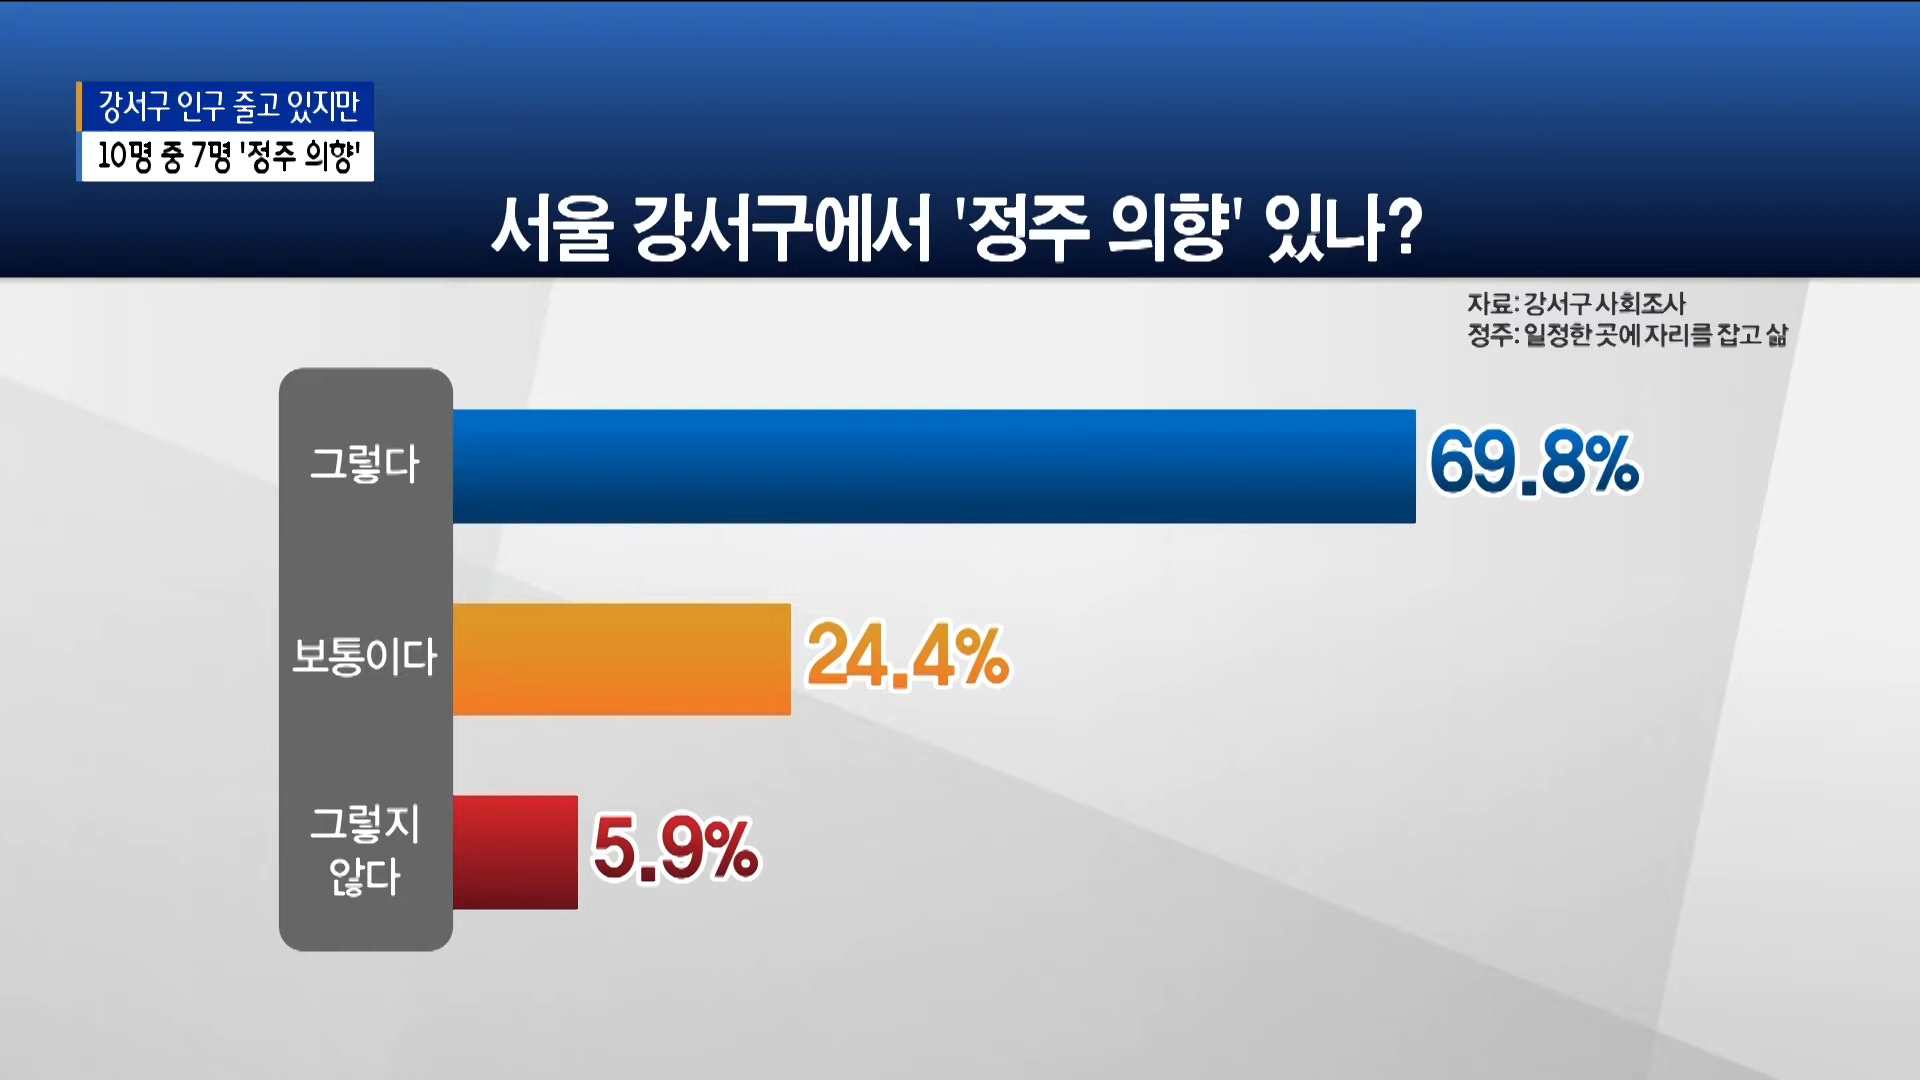 강서구 인구 줄고 있지만
10명 중 7명 '정주 의향'
서울 강서구에서 '정주 의향' 있나?
자료: 강서구 사회조사
정주: 일정한 곳에 자리를 잡고 삶
그렇다
69.8%
보통이다
24.4%
그렇지
않다
5.9%